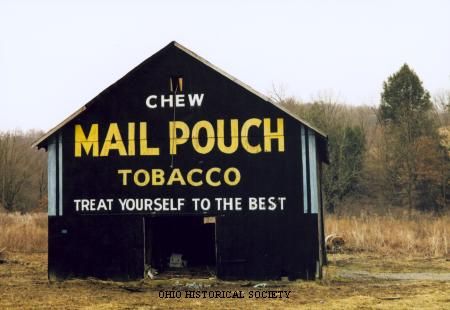 CHEW
MAIL POUCH
TOBACCO
TREAT YOURSELF TO THE BEST
OHIO HISTORICAL SOCIETY